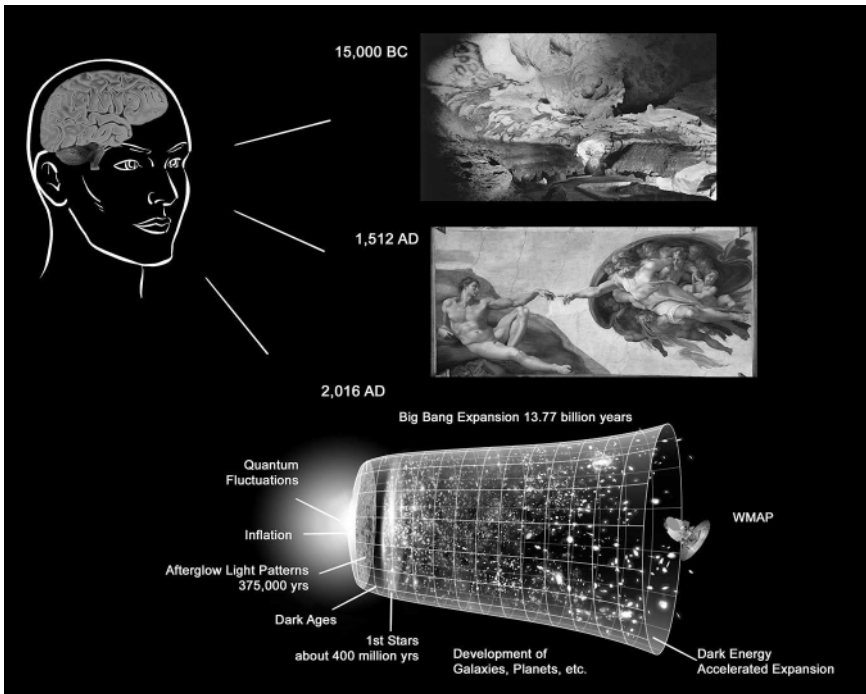 15,000 BC
1,512 AD
2,016 AD
Big Bang Expansion 13.77 billion years
Quantum
Fluctuations
Inflation
Afterglow Light Patterns
375,000 yrs
Dark Ages
1st Stars
about 400 million yrs
Development of
Galaxies, Planets, etc.
WMAP
Dark Energy
Accelerated Expansion